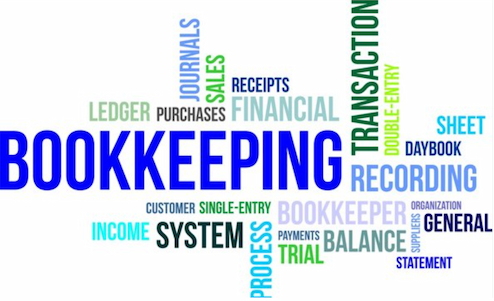 JOURNALS
SALES
TRANSACTION
DOUBLE-ENTRY
RECEIPTS
LEDGER
PURCHASES
FINANCIAL
SHEET
DAYBOOK
BOOKKEEPING
RECORDING
CUSTOMER
SINGLE-ENTRY
BOOKKEEPER
ORGANIZATION
INCOME
SYSTEM
PROCESS
PAYMENTS
TRIAL
BALANCE
SUPPLIERS
GENERAL
STATEMENT